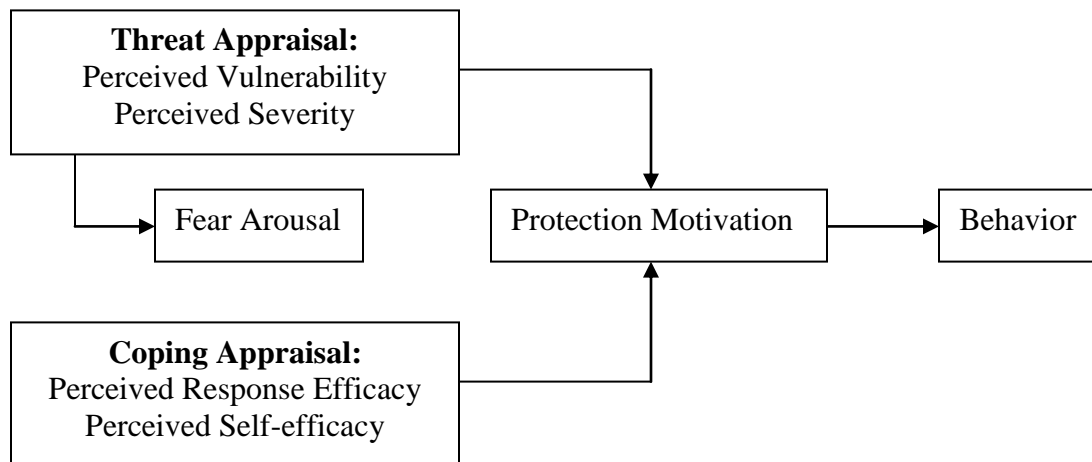 Threat Appraisal:
Perceived Vulnerability
Perceived Severity
Fear Arousal
Protection Motivation
Behavior
Coping Appraisal:
Perceived Response Efficacy
Perceived Self-efficacy